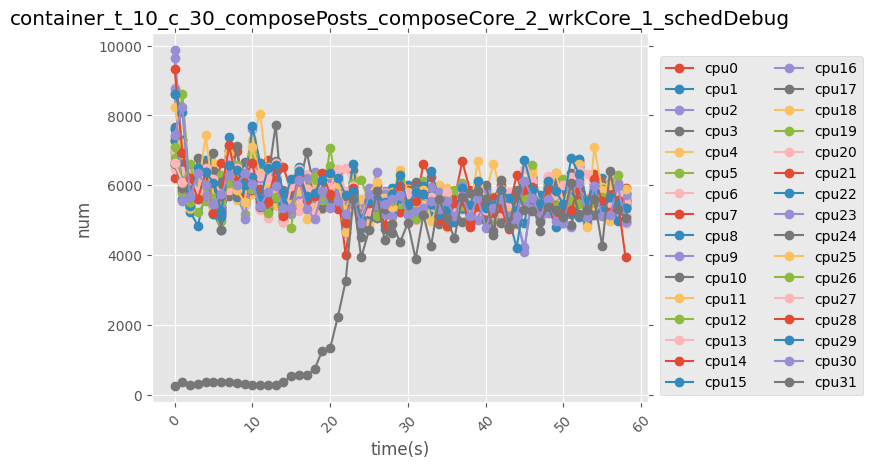 container_t_10_c_30_composePosts_composeCore_2_wrkCore_1_schedDebug
10000
8000
6000
4000
2000
0
num
0
10
20
30
40
50
60
time(s)
cpu0
cpu1
cpu2
cpu3
cpu4
cpu5
cpu6
cpu7
cpu8
cpu9
cpu10
cpu11
cpu12
cpu13
cpu14
cpu15
cpu16
cpu17
cpu18
cpu19
cpu20
cpu21
cpu22
cpu23
cpu24
cpu25
cpu26
cpu27
cpu28
cpu29
cpu30
cpu31